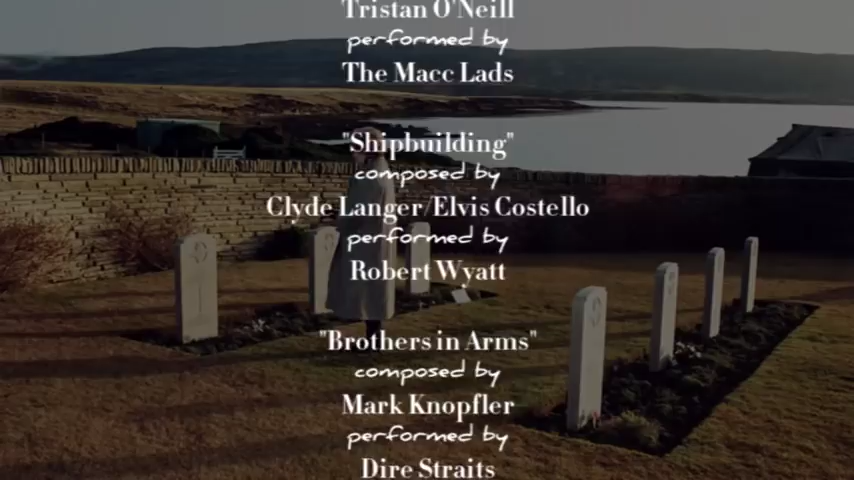 Tristan O'Neill
performed by
The Macc Lads
"Shipbuilding"
composed by
Clyde Langer/Elvis Costello
performed by
Robert Wyatt
"Brothers in Arms"
composed by
Mark Knopfler
performed by
Dire Straits